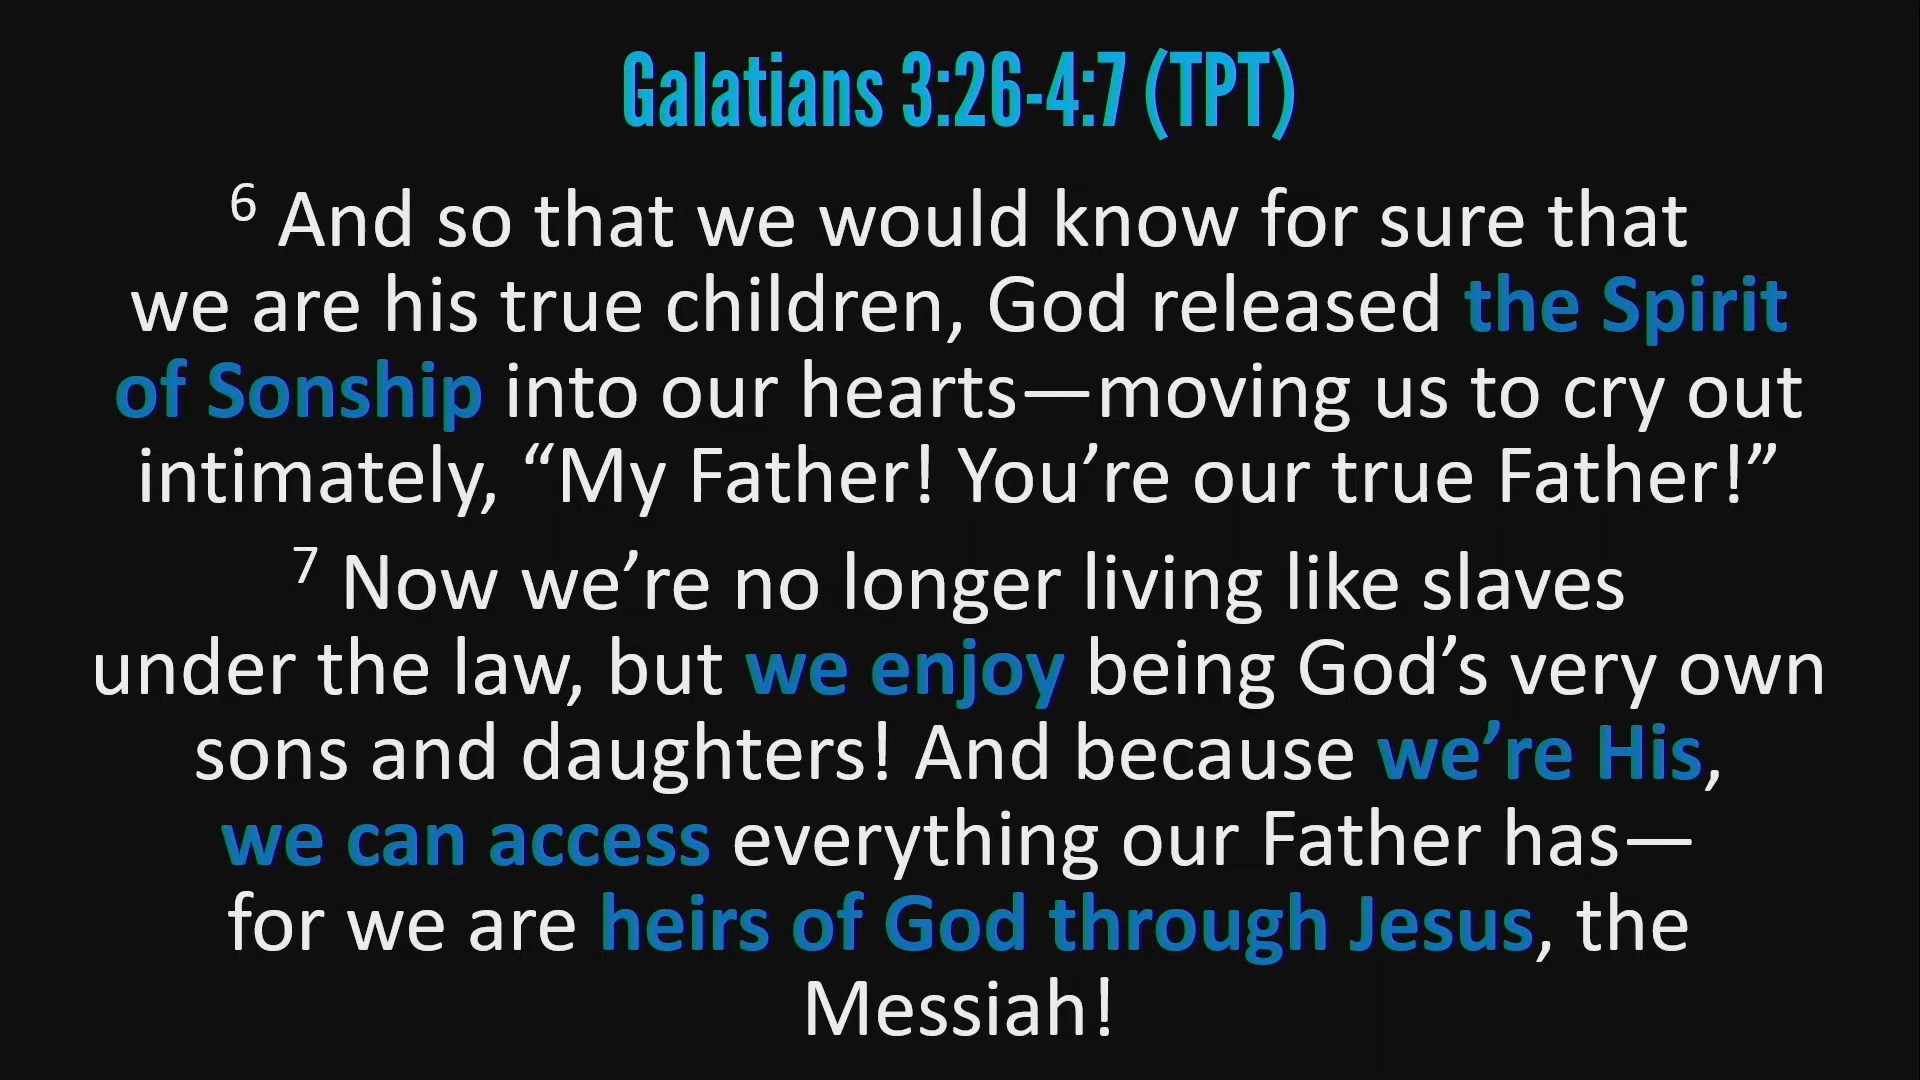 Galatians 3:26-4:7 (TPT)
6 And so that we would know for sure that
we are his true children, God released the Spirit
of Sonship into our hearts—moving us to cry out
intimately, “My Father! You’re our true Father!”
7 Now we’re no longer living like slaves
under the law, but we enjoy being God’s very own
sons and daughters! And because we’re His,
we can access everything our Father has—
for we are heirs of God through Jesus, the
Messiah!